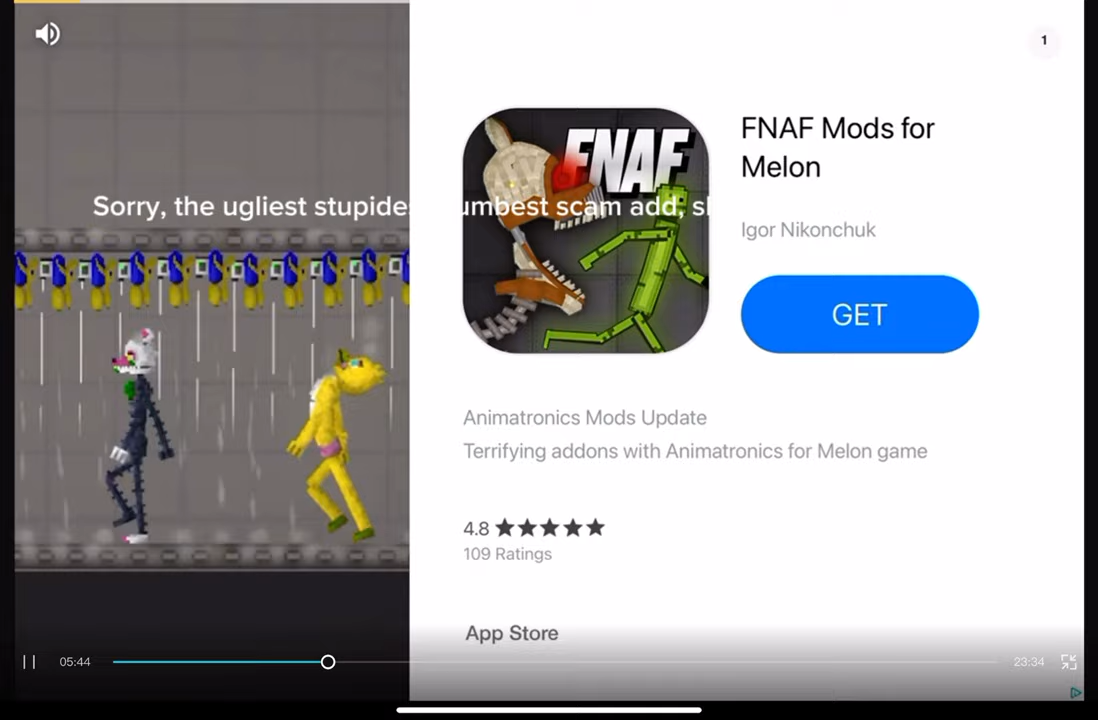 1
FNAF
FNAF Mods for
Melon
Sorry, the ugliest stupides umbest scam add, s
Igor Nikonchuk
GET
Animatronics Mods Update
Terrifying addons with Animatronics for Melon game
4.8
109 Ratings
App Store
05:44
23:34